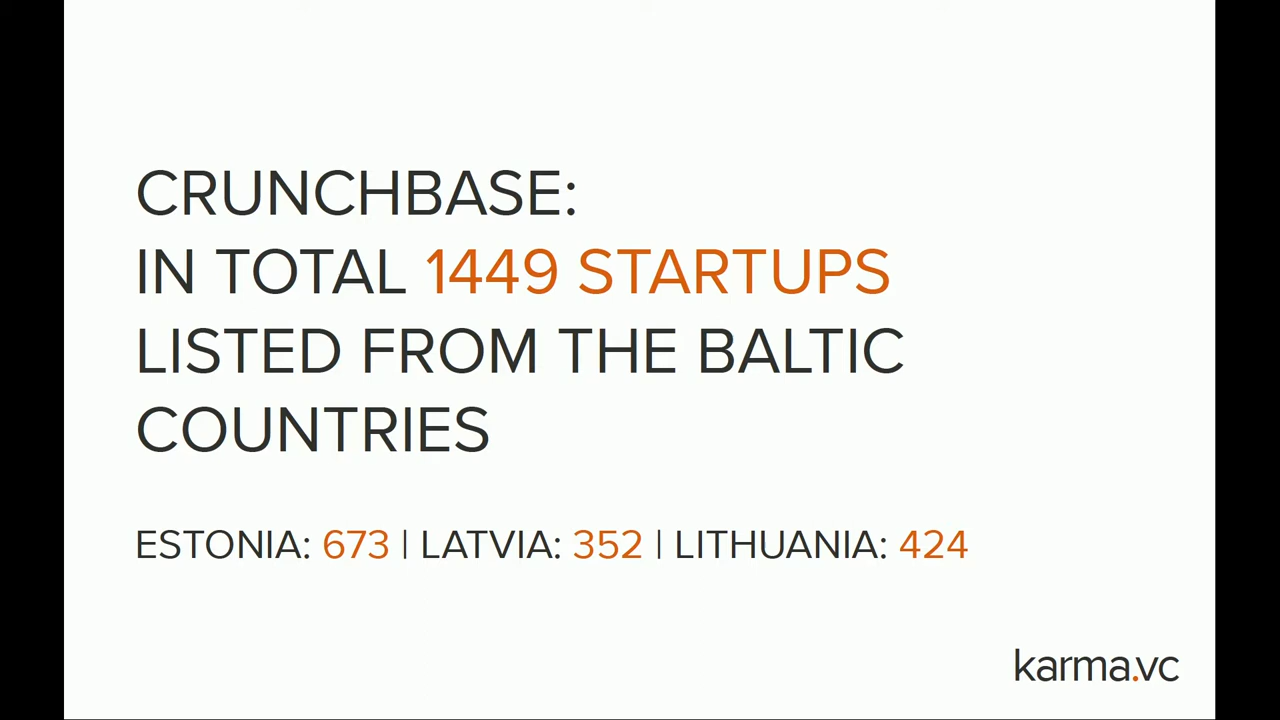 CRUNCHBASE:
IN TOTAL 1449 STARTUPS
LISTED FROM THE BALTIC
COUNTRIES
ESTONIA: 673 | LATVIA: 352 | LITHUANIA: 424
karma.vc